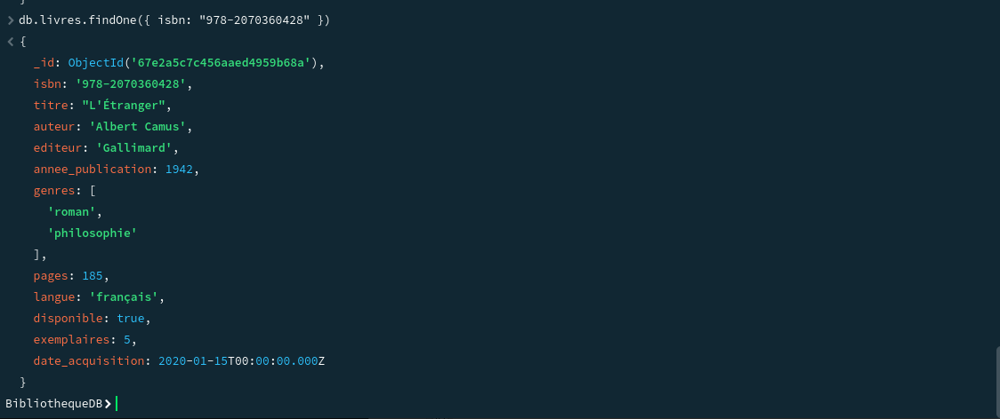 }
> db.livres.findOne({ isbn: "978-2070360428" })
< {
_id: ObjectId('67e2a5c7c456aaed4959b68a'),
isbn: '978-2070360428',
titre: "L'Étranger",
auteur: 'Albert Camus',
editeur: 'Gallimard',
annee_publication: 1942,
genres: [
'roman',
'philosophie'
],
pages: 185,
langue: 'français',
disponible: true,
exemplaires: 5,
date_acquisition: 2020-01-15T00:00:00.000Z
}
BibliothequeDB>